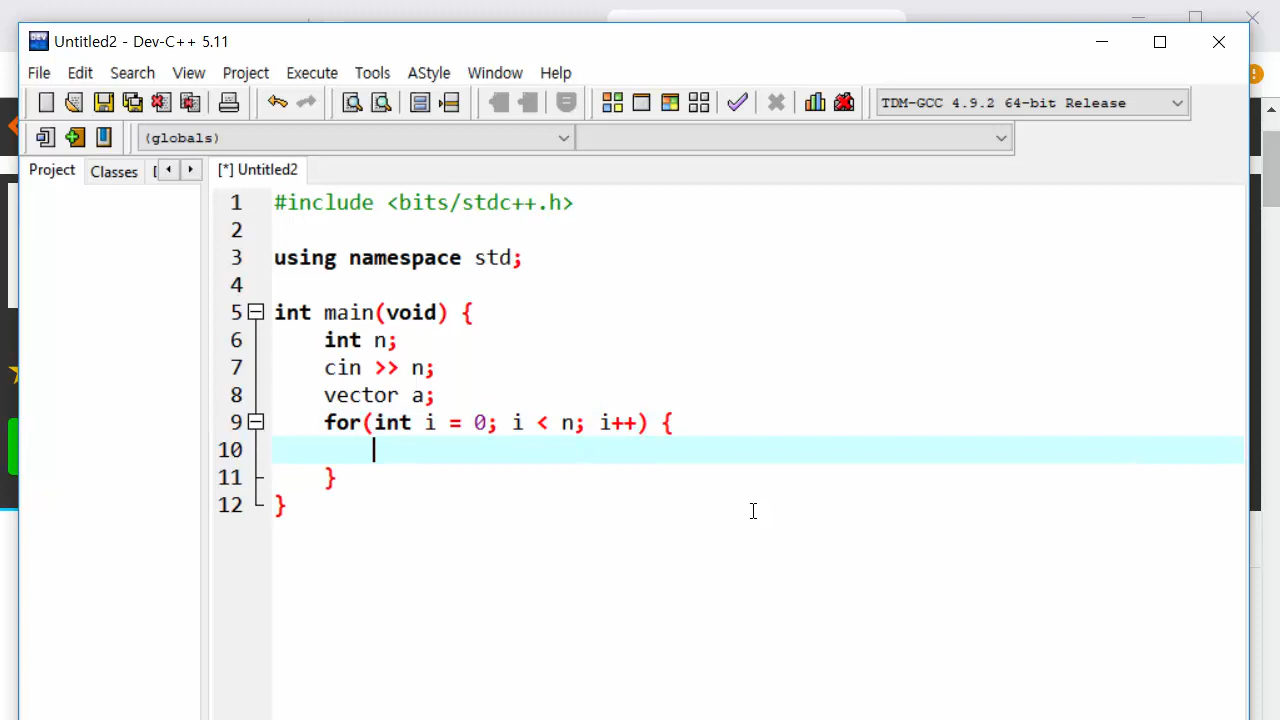 Untitled2 - Dev-C++ 5.11
File Edit Search View Project Execute Tools AStyle Window Help
TDM-GCC 4.9.2 64-bit Release
(globals)
Project Classes [*] Untitled2
1 #include <bits/stdc++.h>
2
3 using namespace std;
4
5 int main(void) {
6 int n;
7 cin >> n;
8 vector a;
9 for(int i = 0; i < n; i++) {
10
11 }
12 }